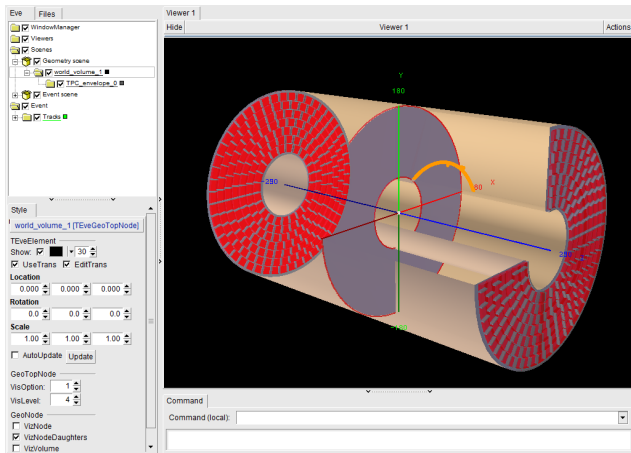 Eve Files
WindowManager
Viewers
Scenes
Geometry scene
world_volume_1
TPC_envelope_0
Event scene
Event
Tracks
Style
world_volume_1 [TEveGeoTopNode]
TEveElement
Show: 30
UseTrans EditTrans
Location
0.000 0.000 0.000
Rotation
0.0 0.0 0.0
Scale
1.00 1.00 1.00
AutoUpdate Update
GeoTopNode
VisOption: 1
VisLevel: 4
GeoNode
VizNode
VizNodeDaughters
VizVolume
Viewer 1
Hide Viewer 1 Actions
Y
180
X
-250
250
Command
Command (local):